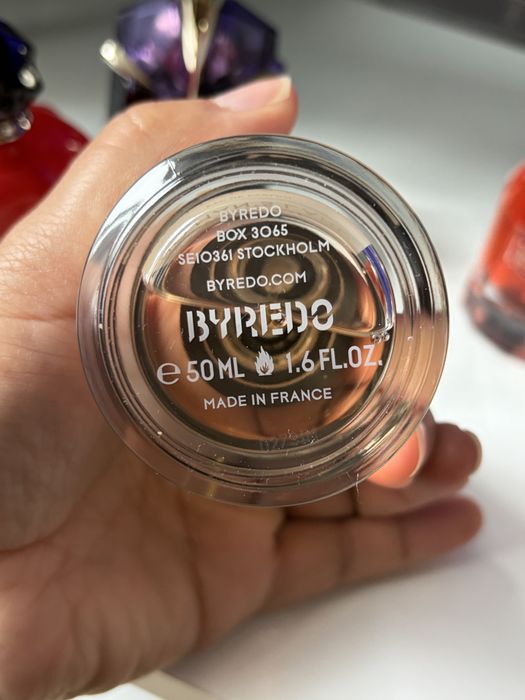 BYREDO
BOX 3065
SE10361 STOCKHOLM
BYREDO.COM
BYREDO
℮ 50 ML 1.6 FL.OZ.
MADE IN FRANCE